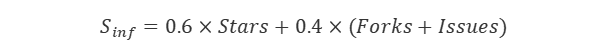 S_inf = 0.6 × Stars + 0.4 × (Forks + Issues)